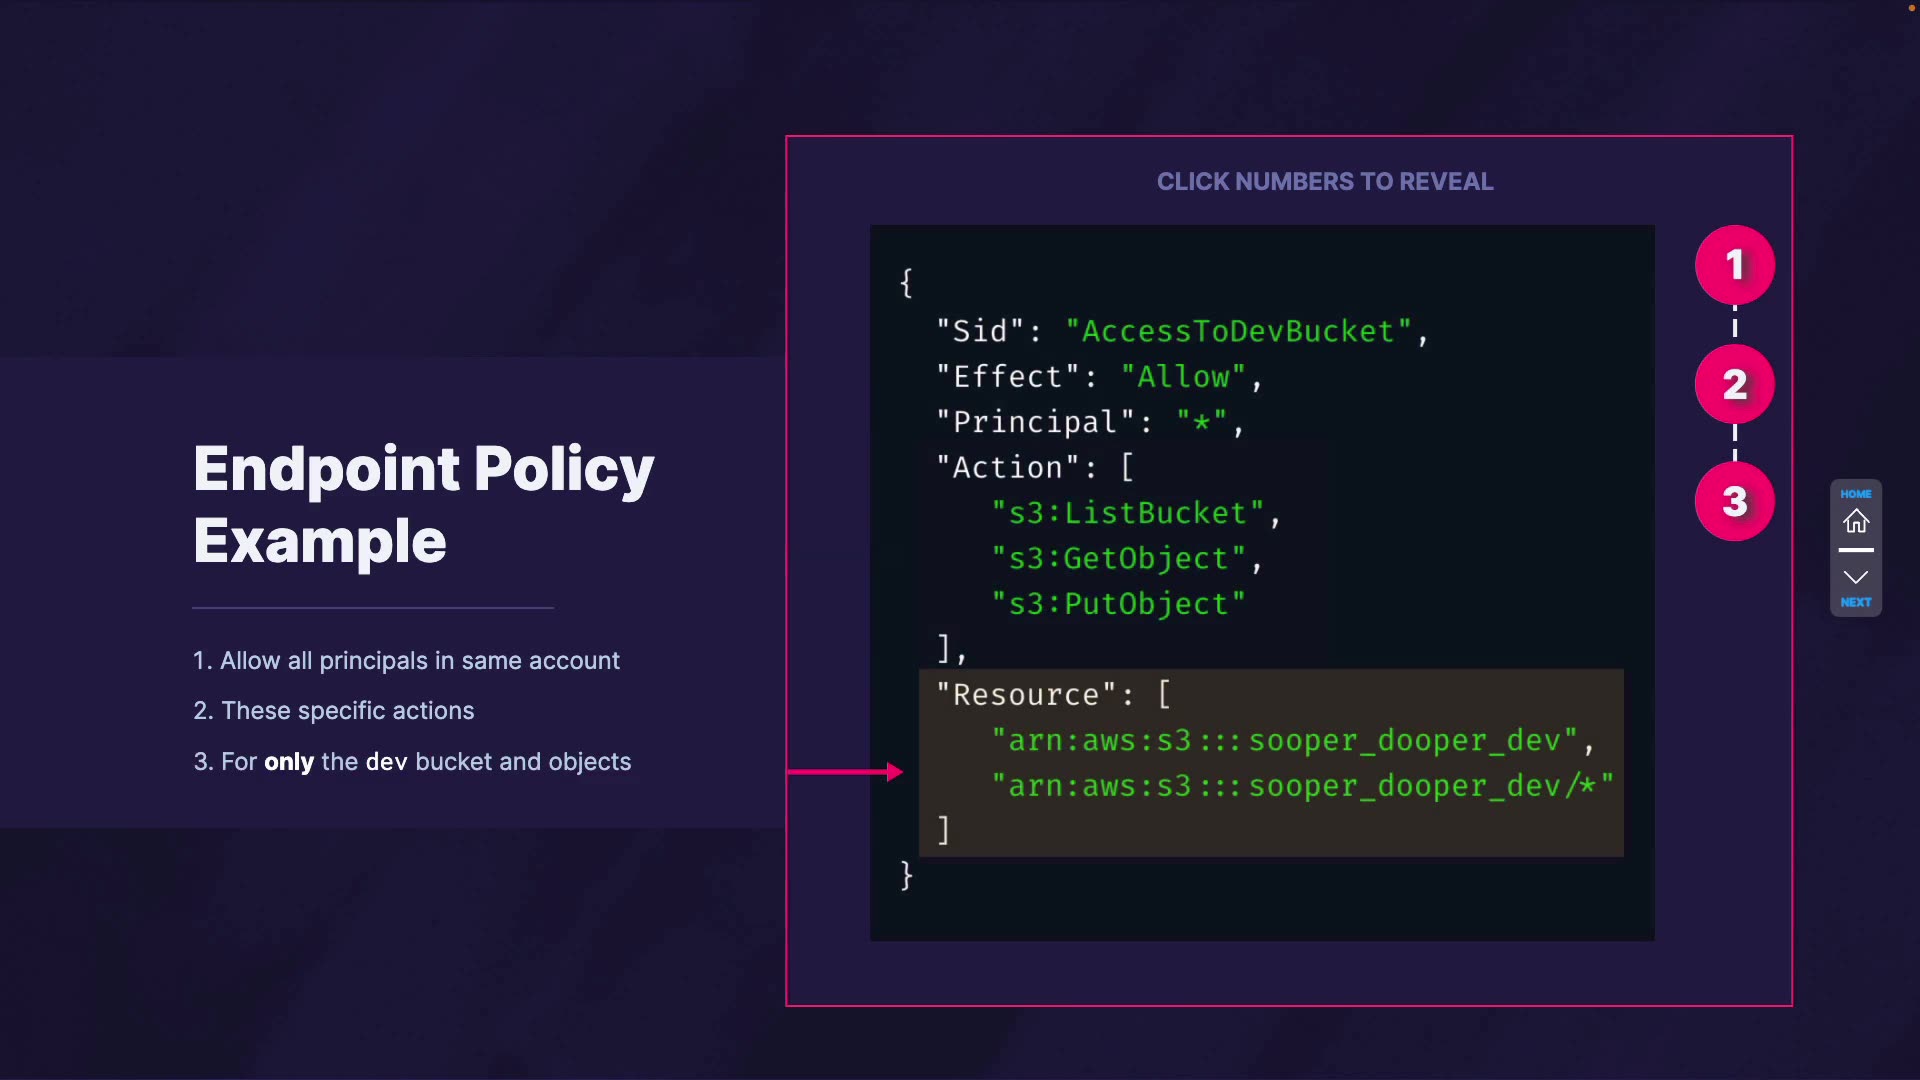 Endpoint Policy
Example
1. Allow all principals in same account
2. These specific actions
3. For only the dev bucket and objects
CLICK NUMBERS TO REVEAL
{
"Sid": "AccessToDevBucket",
"Effect": "Allow",
"Principal": "*",
"Action": [
"s3:ListBucket",
"s3:GetObject",
"s3:PutObject"
],
"Resource": [
"arn:aws:s3:::sooper_dooper_dev",
"arn:aws:s3:::sooper_dooper_dev/*"
]
}
1
2
3
HOME
NEXT